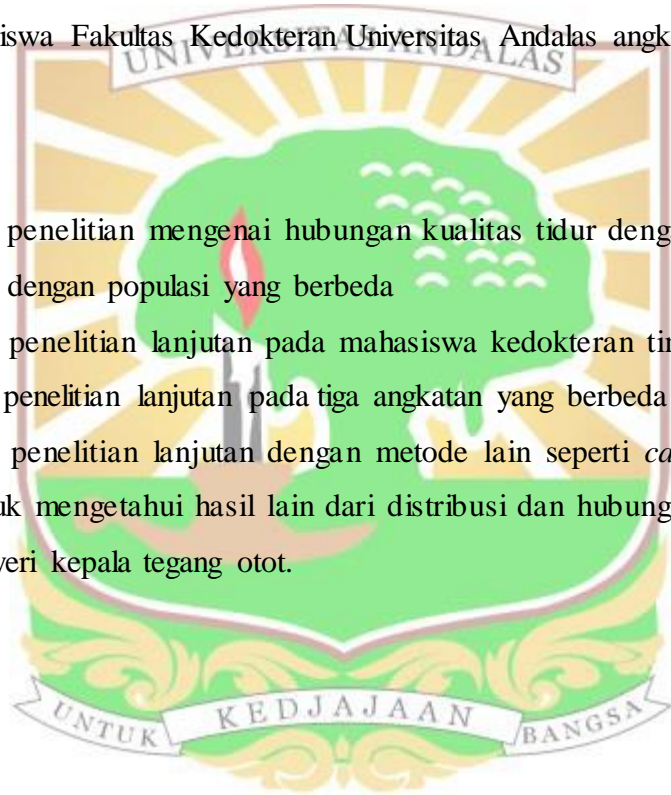 iswa Fakultas Kedokteran Universitas Andalas angk
UNIVERSITAS ANDALAS
penelitian mengenai hubungan kualitas tidur deng
dengan populasi yang berbeda
penelitian lanjutan pada mahasiswa kedokteran tin
penelitian lanjutan pada tiga angkatan yang berbeda
penelitian lanjutan dengan metode lain seperti ca
uk mengetahui hasil lain dari distribusi dan hubung
yeri kepala tegang otot.
UNTUK KEDJAJAAN BANGSA